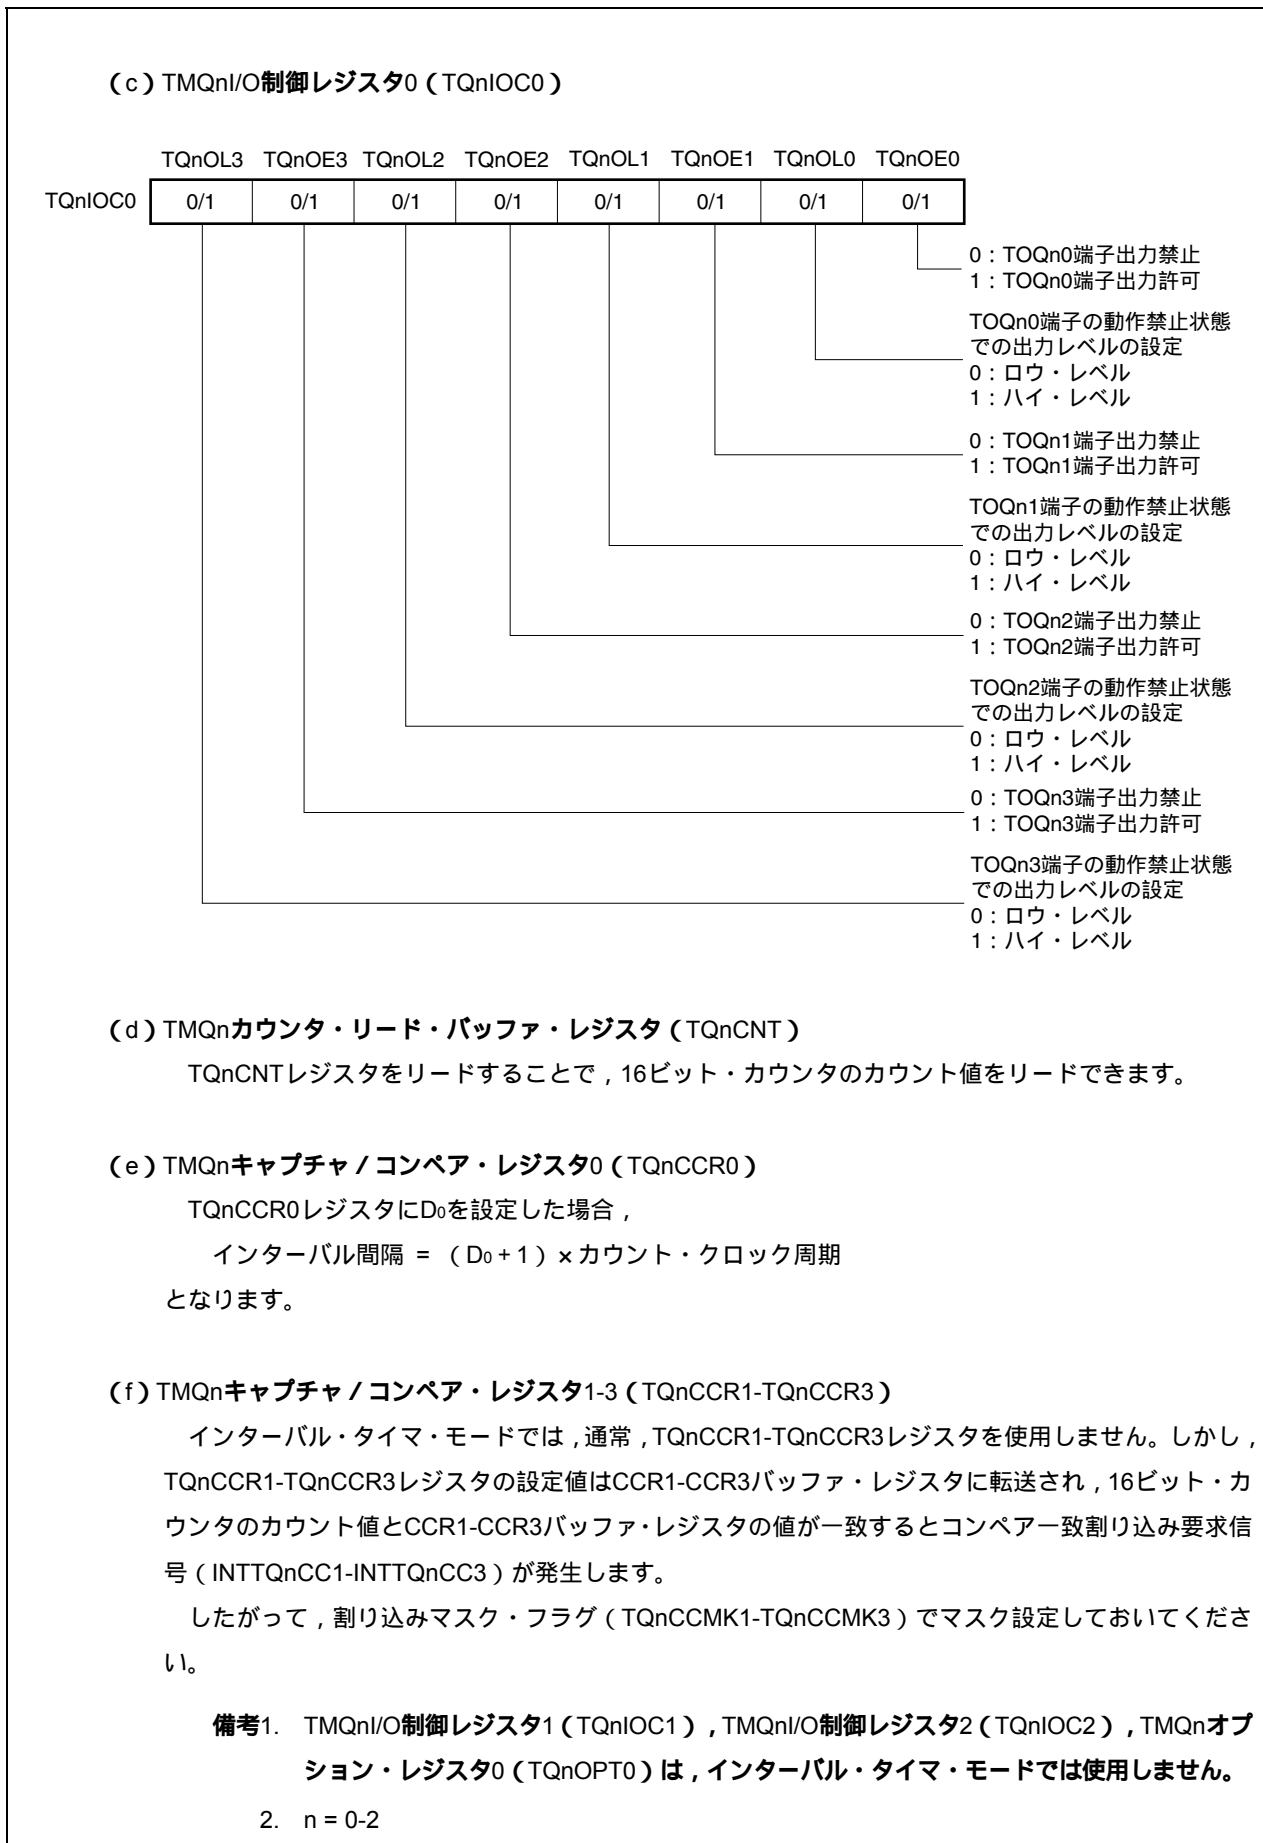 (c) TMQnI/O制御レジスタ0 (TQnIOC0)
TQnOL3 TQnOE3 TQnOL2 TQnOE2 TQnOL1 TQnOE1 TQnOL0 TQnOE0
TQnIOC0 0/1 0/1 0/1 0/1 0/1 0/1 0/1 0/1
0:TOQn0端子出力禁止
1:TOQn0端子出力許可
TOQn0端子の動作禁止状態
での出力レベルの設定
0:ロウ・レベル
1:ハイ・レベル
0:TOQn1端子出力禁止
1:TOQn1端子出力許可
TOQn1端子の動作禁止状態
での出力レベルの設定
0:ロウ・レベル
1:ハイ・レベル
0:TOQn2端子出力禁止
1:TOQn2端子出力許可
TOQn2端子の動作禁止状態
での出力レベルの設定
0:ロウ・レベル
1:ハイ・レベル
0:TOQn3端子出力禁止
1:TOQn3端子出力許可
TOQn3端子の動作禁止状態
での出力レベルの設定
0:ロウ・レベル
1:ハイ・レベル
(d) TMQnカウンタ・リード・バッファ・レジスタ (TQnCNT)
TQnCNTレジスタをリードすることで,16ビット・カウンタのカウント値をリードできます。
(e) TMQnキャプチャ/コンペア・レジスタ0 (TQnCCR0)
TQnCCR0レジスタにD0を設定した場合,
インターバル間隔 = (D0+1)×カウント・クロック周期
となります。
(f) TMQnキャプチャ/コンペア・レジスタ1-3 (TQnCCR1-TQnCCR3)
インターバル・タイマ・モードでは,通常,TQnCCR1-TQnCCR3レジスタを使用しません。しかし,
TQnCCR1-TQnCCR3レジスタの設定値はCCR1-CCR3バッファ・レジスタに転送され,16ビット・カ
ウンタのカウント値とCCR1-CCR3バッファ・レジスタの値が一致するとコンペア一致割り込み要求信
号(INTTQnCC1-INTTQnCC3)が発生します。
したがって,割り込みマスク・フラグ(TQnCCMK1-TQnCCMK3)でマスク設定しておいてくださ
い。
備考1. TMQnI/O制御レジスタ1(TQnIOC1),TMQnI/O制御レジスタ2(TQnIOC2),TMQnオプ
ション・レジスタ0(TQnOPT0)は,インターバル・タイマ・モードでは使用しません。
2. n = 0-2